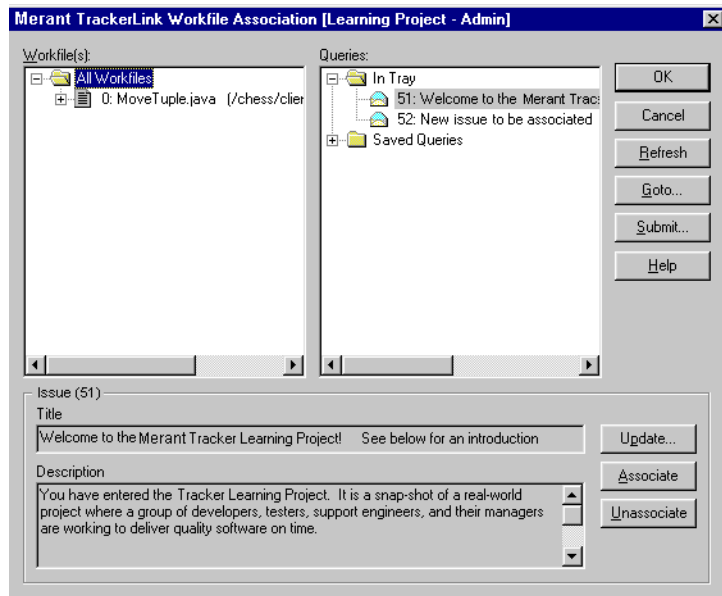 Merant TrackerLink Workfile Association [Learning Project - Admin]
Workfile(s):
All Workfiles
0: MoveTuple.java (/chess/clier
Queries:
In Tray
51: Welcome to the Merant Trac
52: New issue to be associated
Saved Queries
OK
Cancel
Refresh
Goto...
Submit...
Help
Issue (51)
Title
Welcome to the Merant Tracker Learning Project! See below for an introduction
Description
You have entered the Tracker Learning Project. It is a snap-shot of a real-world
project where a group of developers, testers, support engineers, and their managers
are working to deliver quality software on time.
Update...
Associate
Unassociate